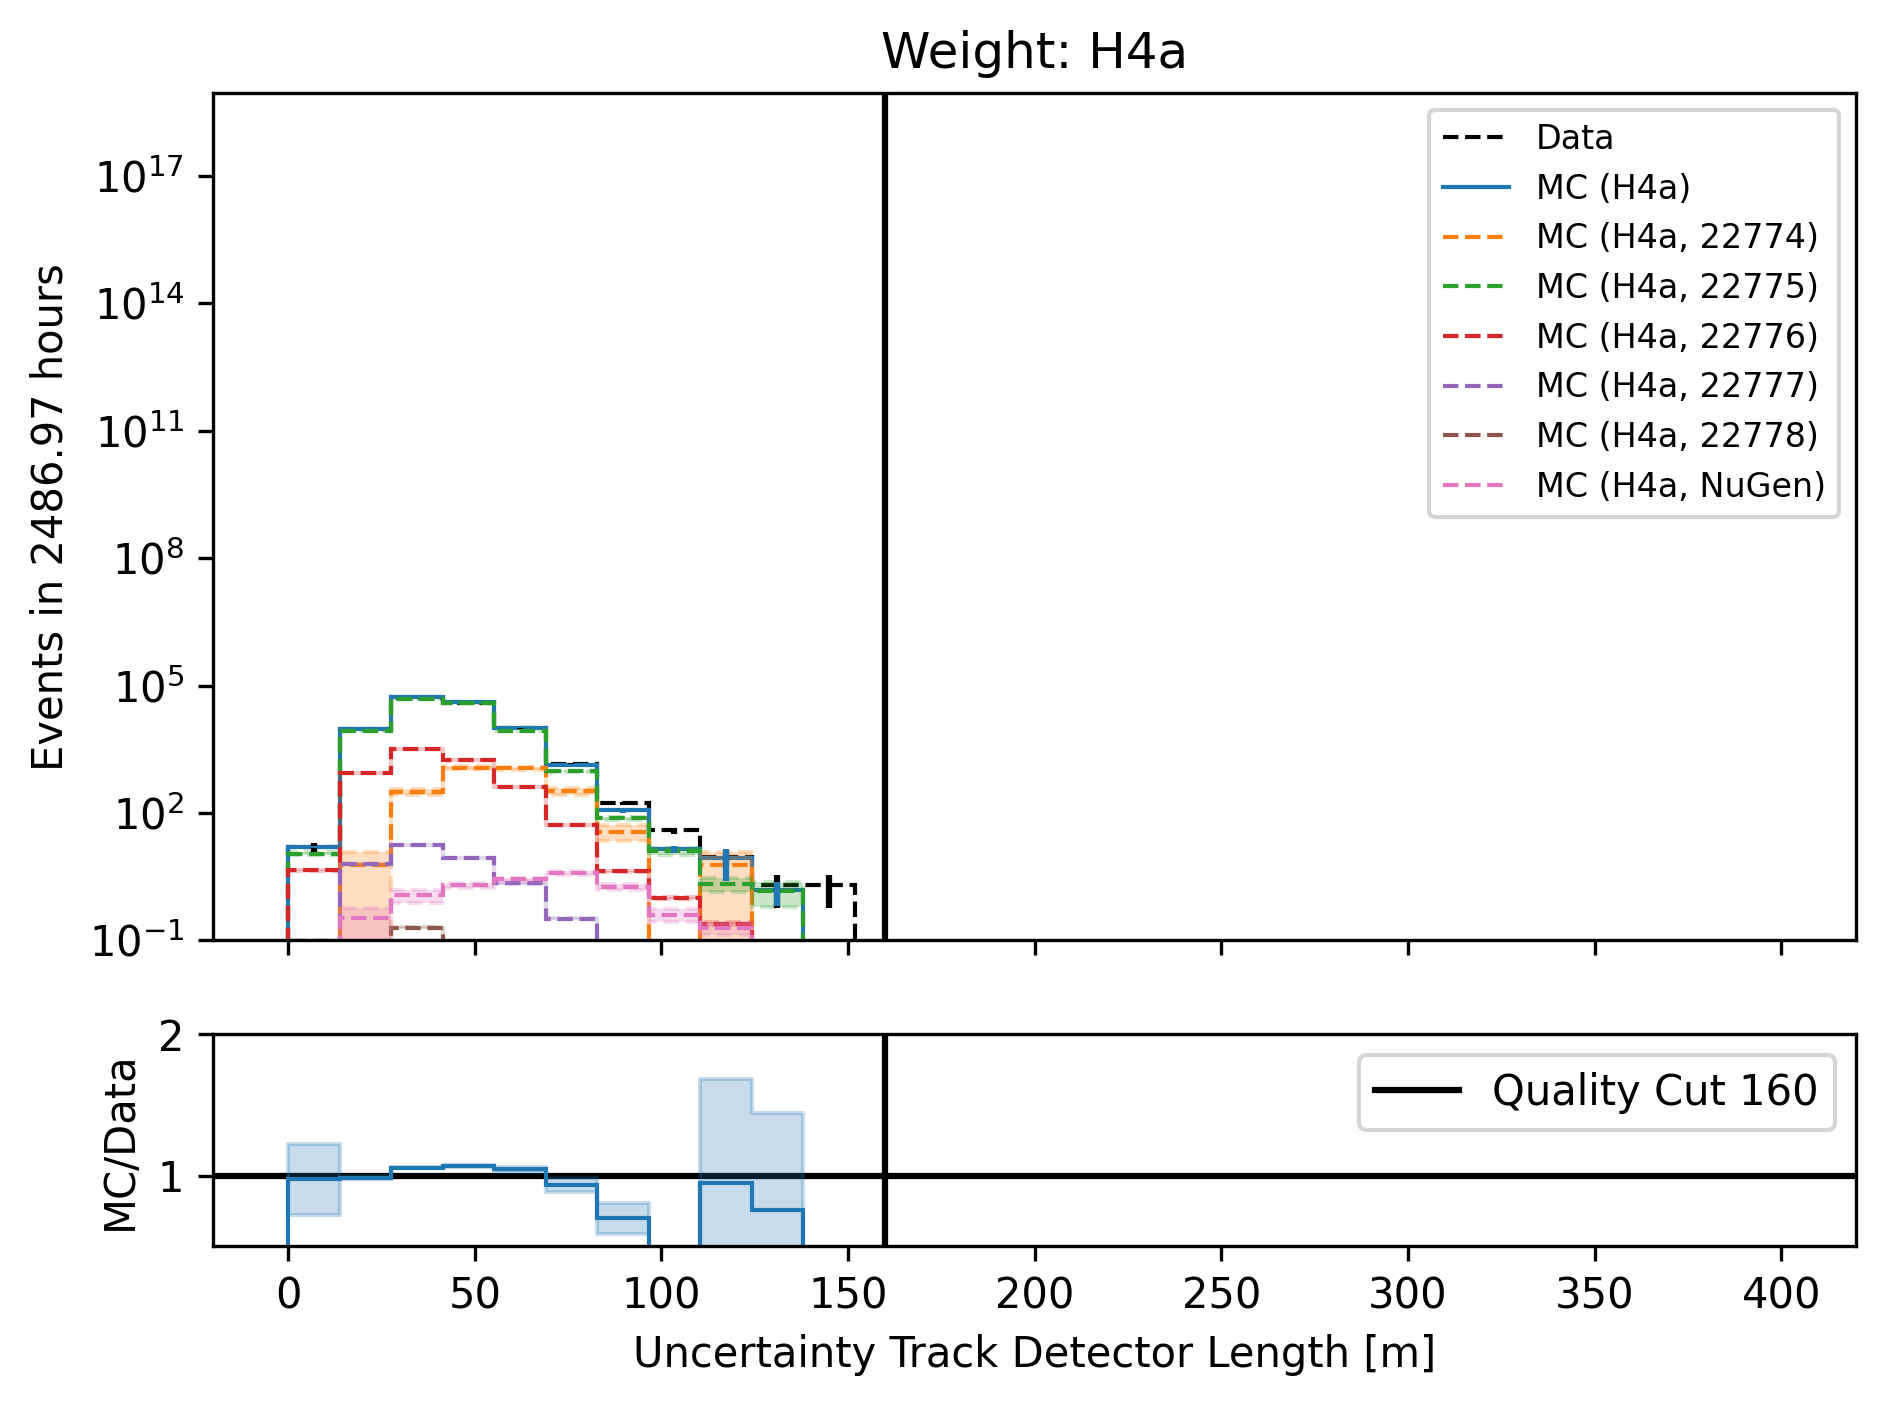 Weight: H4a
Events in 2486.97 hours
10^17
10^14
10^11
10^8
10^5
10^2
10^−1
Data
MC (H4a)
MC (H4a, 22774)
MC (H4a, 22775)
MC (H4a, 22776)
MC (H4a, 22777)
MC (H4a, 22778)
MC (H4a, NuGen)
MC/Data
2
1
Quality Cut 160
0 50 100 150 200 250 300 350 400
Uncertainty Track Detector Length [m]